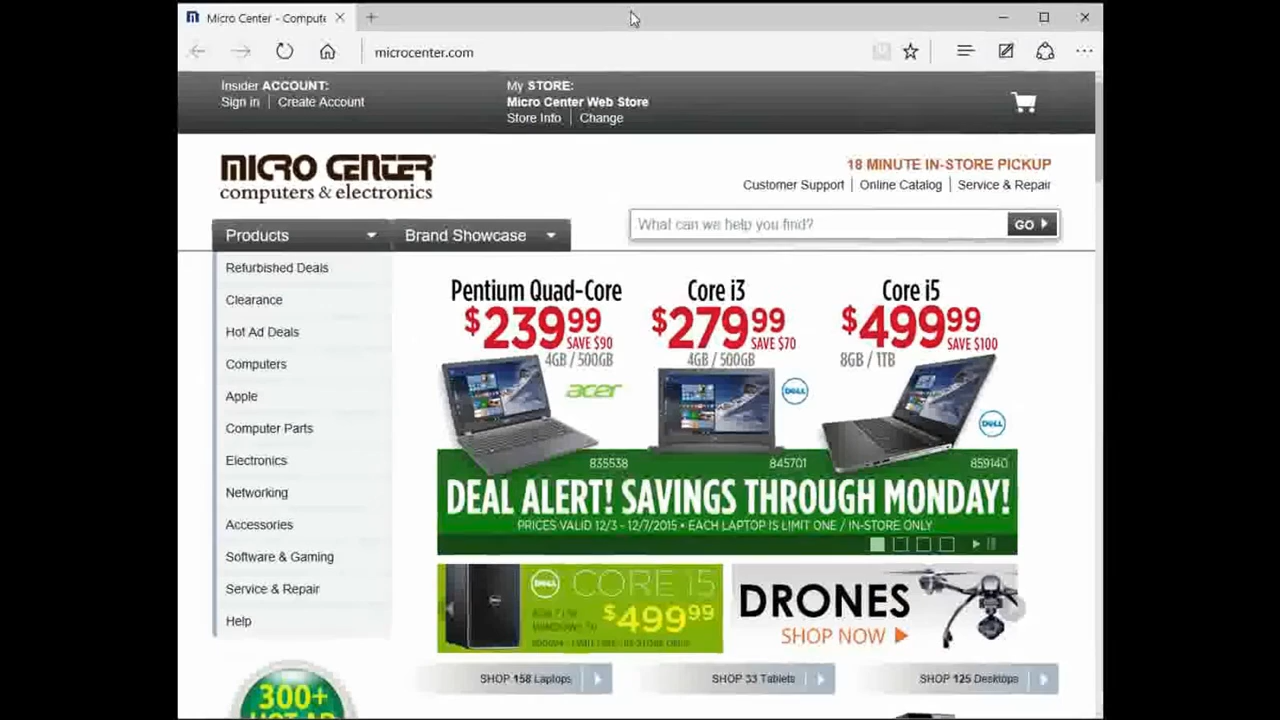 Micro Center - Compute
microcenter.com
Insider ACCOUNT:
Sign in | Create Account
My STORE:
Micro Center Web Store
Store Info | Change
MICRO CENTER
computers & electronics
18 MINUTE IN-STORE PICKUP
Customer Support | Online Catalog | Service & Repair
What can we help you find?
GO
Products
Brand Showcase
Refurbished Deals
Clearance
Hot Ad Deals
Computers
Apple
Computer Parts
Electronics
Networking
Accessories
Software & Gaming
Service & Repair
Help
Pentium Quad-Core
$239.99
SAVE $90
4GB / 500GB
acer
835538
Core i3
$279.99
SAVE $70
4GB / 500GB
DELL
845701
Core i5
$499.99
SAVE $100
8GB / 1TB
DELL
859140
DEAL ALERT! SAVINGS THROUGH MONDAY!
PRICES VALID 12/3 - 12/7/2015 • EACH LAPTOP IS LIMIT ONE / IN-STORE ONLY
DELL
CORE i5
$499.99
DRONES
SHOP NOW
SHOP 158 Laptops
SHOP 33 Tablets
SHOP 125 Desktops
300+
HOT AD